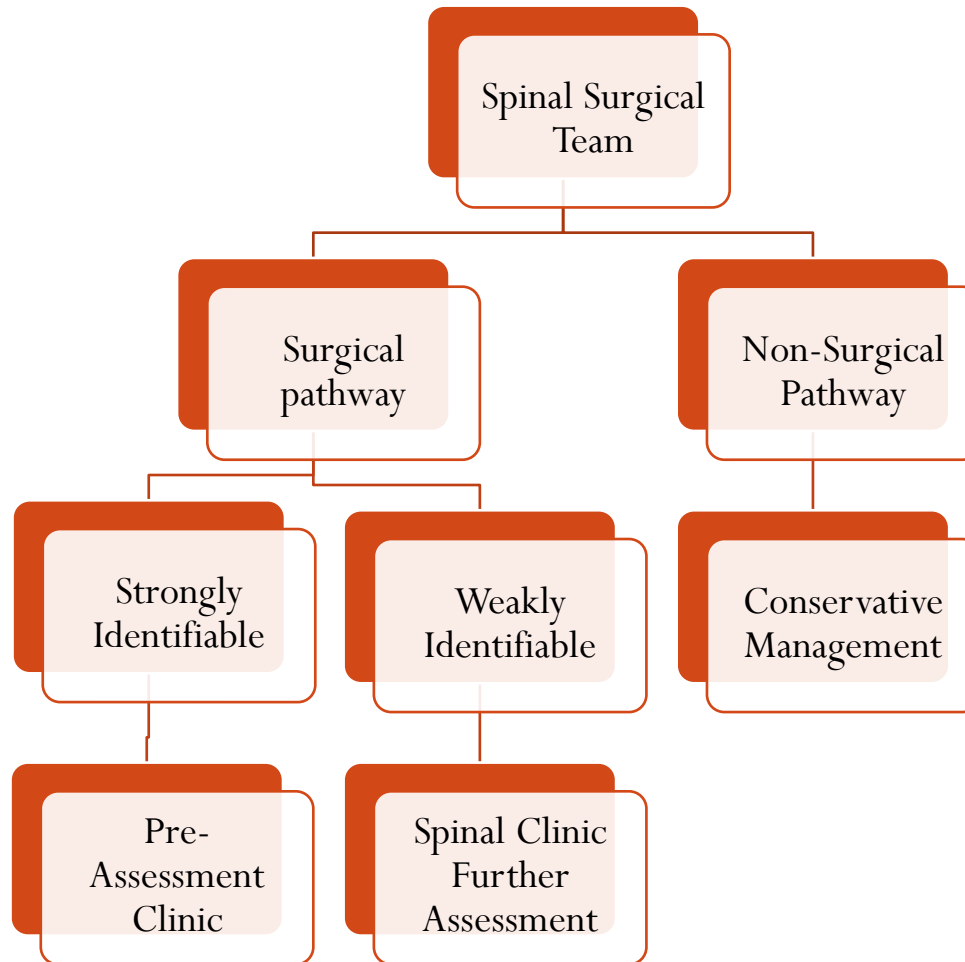 Spinal Surgical
Team
Surgical
pathway
Non-Surgical
Pathway
Strongly
Identifiable
Weakly
Identifiable
Conservative
Management
Pre-
Assessment
Clinic
Spinal Clinic
Further
Assessment